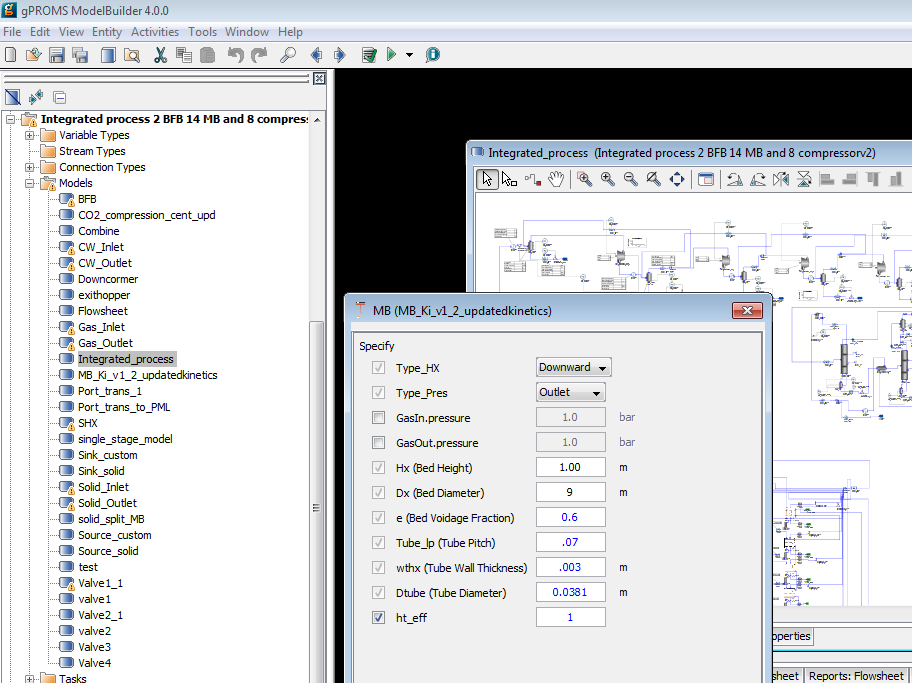 gPROMS ModelBuilder 4.0.0
File Edit View Entity Activities Tools Window Help
Integrated process 2 BFB 14 MB and 8 compress
Variable Types
Stream Types
Connection Types
Models
BFB
CO2_compression_cent_upd
Combine
CW_Inlet
CW_Outlet
Downcormer
exithopper
Flowsheet
Gas_Inlet
Gas_Outlet
Integrated_process
MB_Ki_v1_2_updatedkinetics
Port_trans_1
Port_trans_to_PML
SHX
single_stage_model
Sink_custom
Sink_solid
Solid_Inlet
Solid_Outlet
solid_split_MB
Source_custom
Source_solid
test
Valve1_1
valve1
Valve2_1
valve2
Valve3
Valve4
Tasks
Integrated_process (Integrated process 2 BFB 14 MB and 8 compressorv2)
MB (MB_Ki_v1_2_updatedkinetics)
Specify
Type_HX Downward
Type_Pres Outlet
GasIn.pressure 1.0 bar
GasOut.pressure 1.0 bar
Hx (Bed Height) 1.00 m
Dx (Bed Diameter) 9 m
e (Bed Voidage Fraction) 0.6
Tube_lp (Tube Pitch) .07
wthx (Tube Wall Thickness) .003 m
Dtube (Tube Diameter) 0.0381 m
ht_eff 1
operties
sheet Reports: Flowsheet